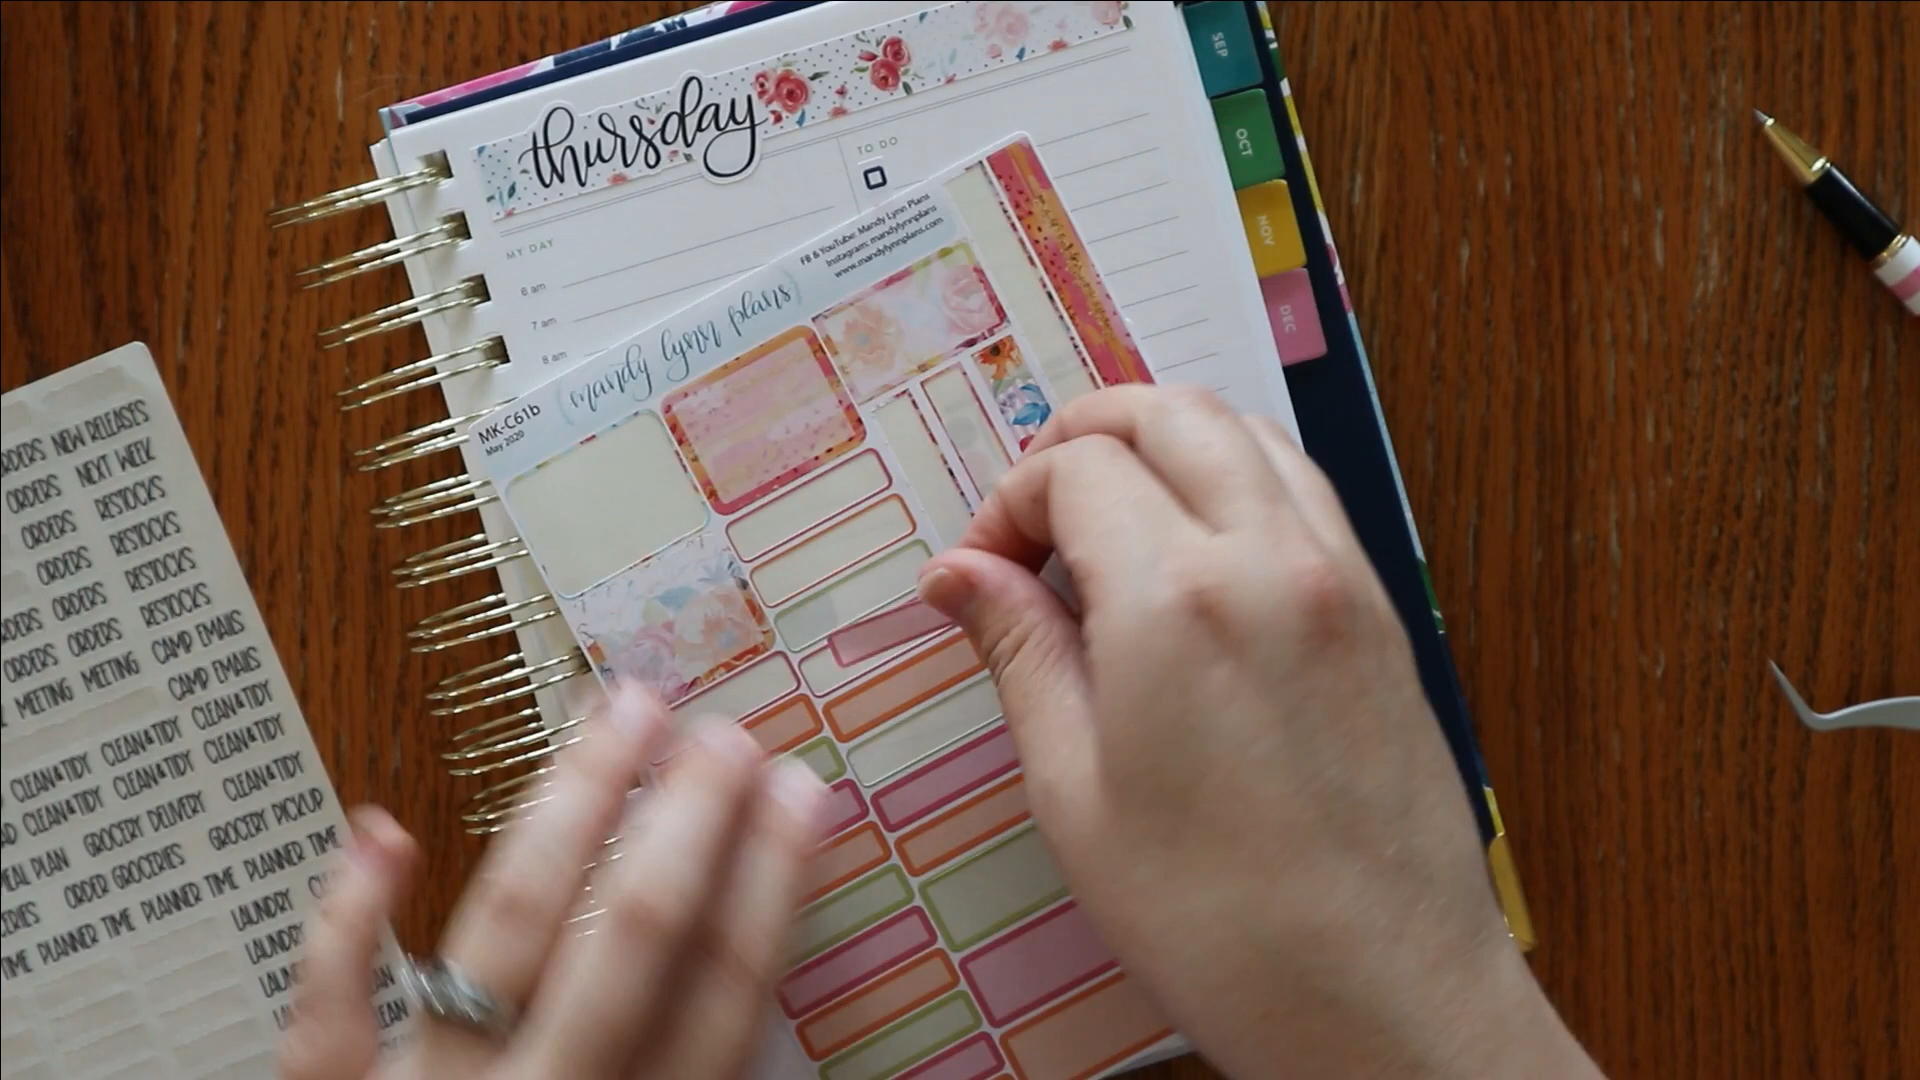 thursday
TO DO
MY DAY
6 am
7 am
8 am
SEP
OCT
NOV
DEC
FB & YouTube: Mandy Lynn Plans
Instagram: mandylynnplans
www.mandylynnplans.com
mandy lynn plans
MK-C61b
May 2020
NEW RELEASES
ORDERS NEXT WEEK
ORDERS RESTOCKS
ORDERS RESTOCKS
ORDERS RESTOCKS
ORDERS ORDERS RESTOCKS
MEETING MEETING CAMP EMAILS
CAMP EMAILS
CLEAN & TIDY CLEAN & TIDY CLEAN & TIDY
CLEAN & TIDY CLEAN & TIDY CLEAN & TIDY
MEAL PLAN GROCERY DELIVERY CLEAN & TIDY
ORDER GROCERIES GROCERY PICKUP
TIME PLANNER TIME PLANNER TIME PLANNER TIME
LAUNDRY
LAUNDRY